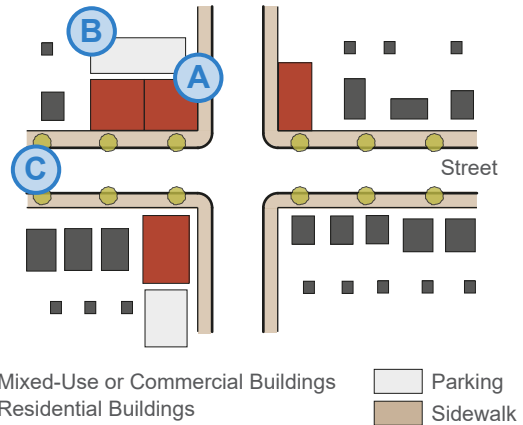 B
A
C
Street
Mixed-Use or Commercial Buildings
Parking
Residential Buildings
Sidewalk